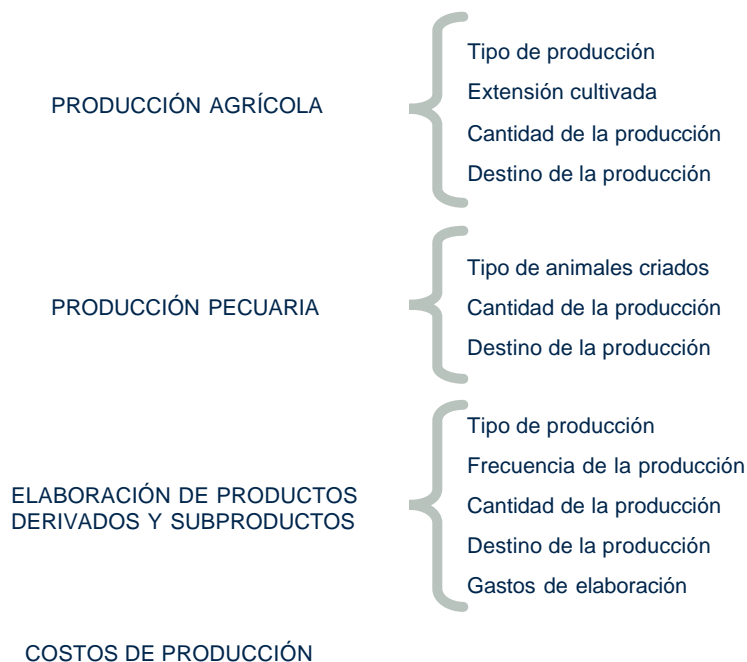 PRODUCCIÓN AGRÍCOLA
Tipo de producción
Extensión cultivada
Cantidad de la producción
Destino de la producción
PRODUCCIÓN PECUARIA
Tipo de animales criados
Cantidad de la producción
Destino de la producción
ELABORACIÓN DE PRODUCTOS
DERIVADOS Y SUBPRODUCTOS
Tipo de producción
Frecuencia de la producción
Cantidad de la producción
Destino de la producción
Gastos de elaboración
COSTOS DE PRODUCCIÓN